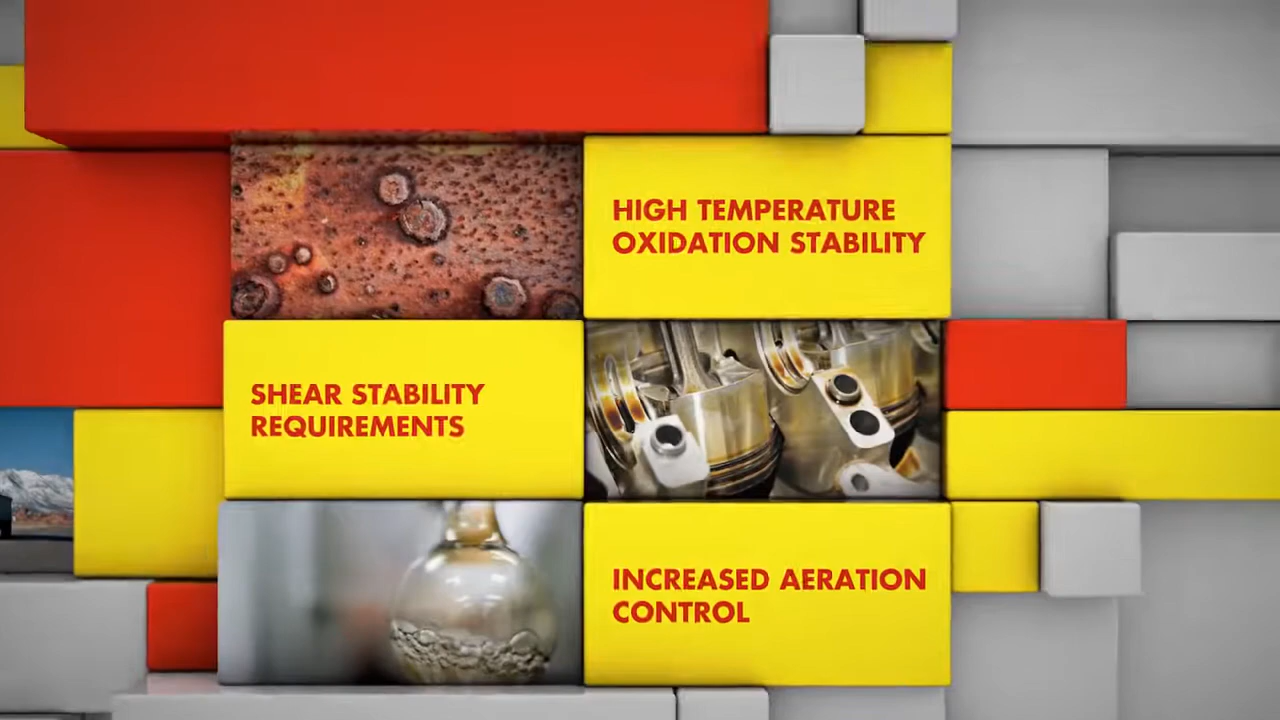 HIGH TEMPERATURE
OXIDATION STABILITY
SHEAR STABILITY
REQUIREMENTS
INCREASED AERATION
CONTROL